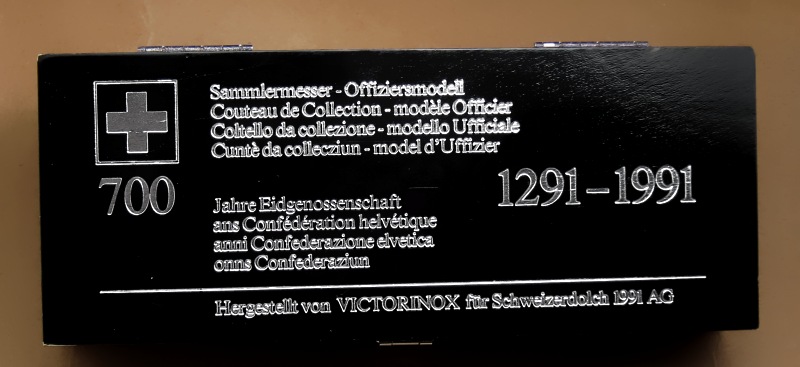 Sammlermesser - Offiziersmodell
Couteau de Collection - modèle Officier
Coltello da collezione - modello Ufficiale
Cuntè da collecziun - model d'Uffizier
700
1291-1991
Jahre Eidgenossenschaft
ans Confédération helvétique
anni Confederazione elvetica
onns Confederaziun
Hergestellt von VICTORINOX für Schweizerdolch 1991 AG